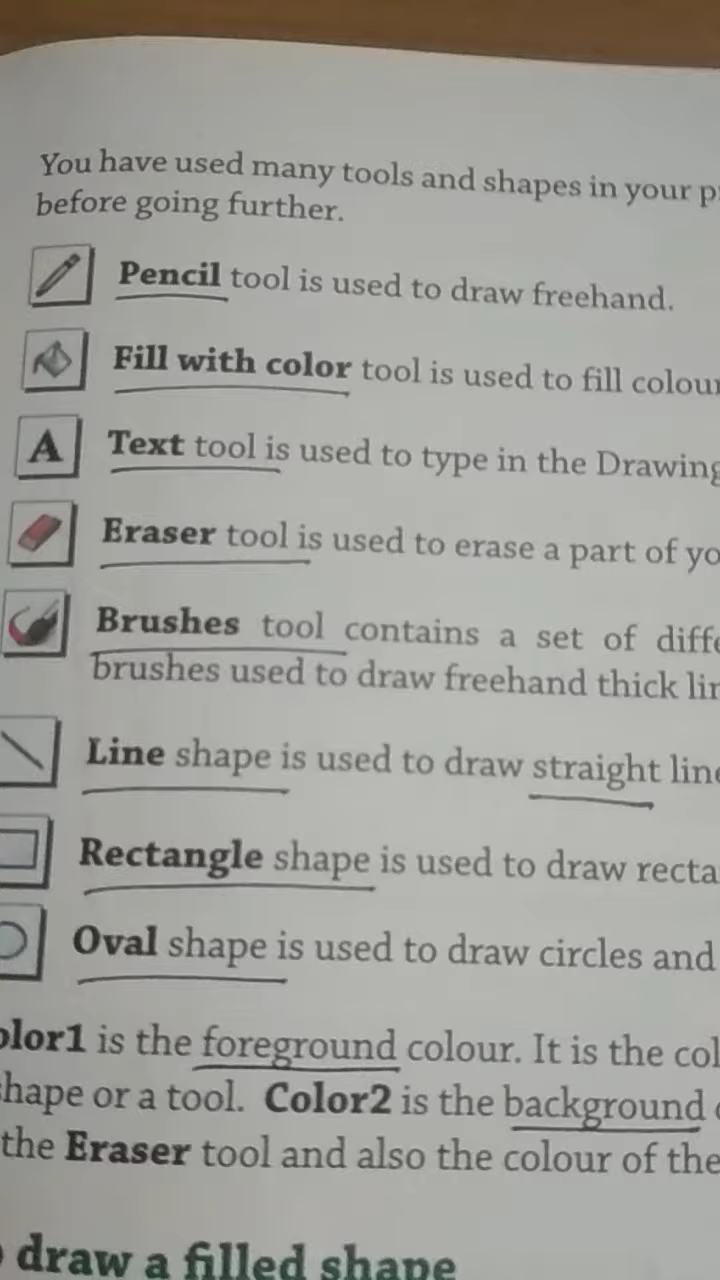 You have used many tools and shapes in your
before going further.
Pencil tool is used to draw freehand.
Fill with color tool is used to fill colour
A Text tool is used to type in the Drawing
Eraser tool is used to erase a part of
Brushes tool contains a set of
brushes used to draw freehand thick
Line shape is used to draw straight
Rectangle shape is used to draw
Oval shape is used to draw circles and
is the foreground colour. It is the
shape or a tool. Color2 is the background
the Eraser tool and also the colour of the
draw a filled shape